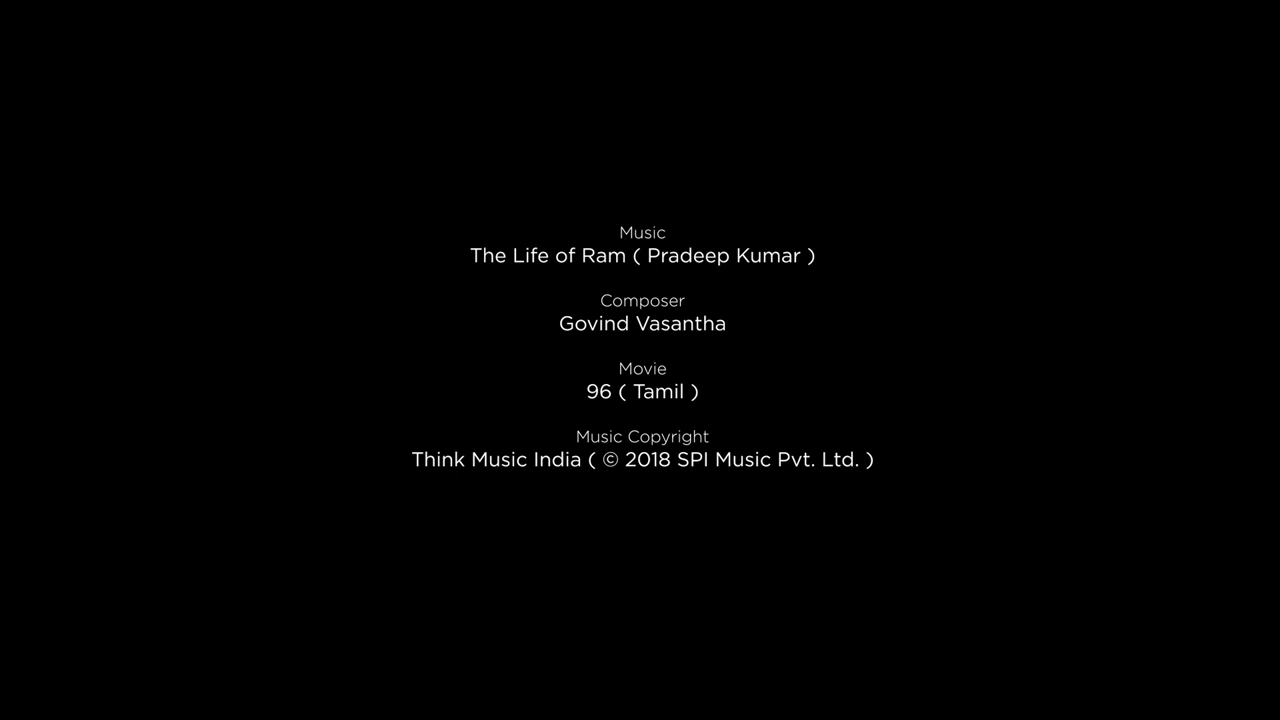 Music
The Life of Ram ( Pradeep Kumar )
Composer
Govind Vasantha
Movie
96 ( Tamil )
Music Copyright
Think Music India ( © 2018 SPI Music Pvt. Ltd. )